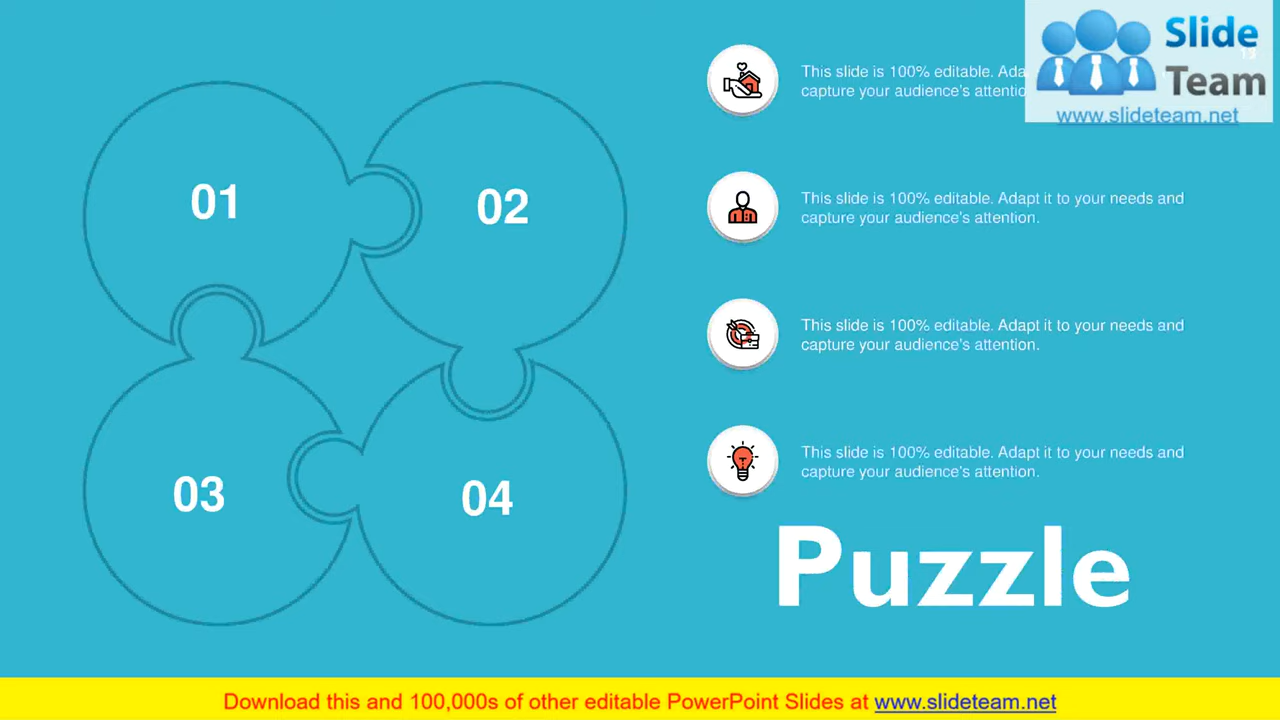 01
02
03
04
This slide is 100% editable.
capture your audience's
This slide is 100% editable. Adapt it to your needs and
capture your audience's attention.
This slide is 100% editable. Adapt it to your needs and
capture your audience's attention.
This slide is 100% editable. Adapt it to your needs and
capture your audience's attention.
Puzzle
Slide
Team
www.slideteam.net
13
Download this and 100,000s of other editable PowerPoint Slides at www.slideteam.net